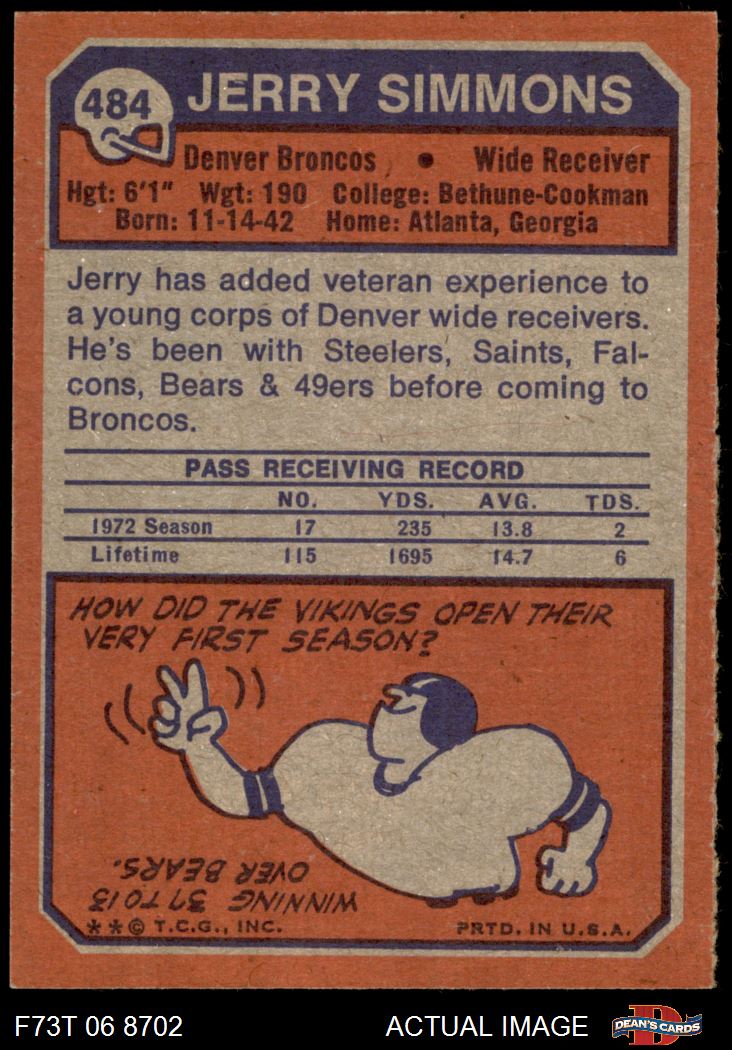 484
JERRY SIMMONS
Denver Broncos • Wide Receiver
Hgt: 6'1" Wgt: 190 College: Bethune-Cookman
Born: 11-14-42 Home: Atlanta, Georgia
Jerry has added veteran experience to
a young corps of Denver wide receivers.
He's been with Steelers, Saints, Fal-
cons, Bears & 49ers before coming to
Broncos.
PASS RECEIVING RECORD
NO. YDS. AVG. TDS.
1972 Season 17 235 13.8 2
Lifetime 115 1695 14.7 6
HOW DID THE VIKINGS OPEN THEIR
VERY FIRST SEASON?
WINNING 37 TO 13
OVER BEARS.
**© T.C.G., INC. PRTD. IN U.S.A.
F73T 06 8702 ACTUAL IMAGE
D
DEAN'S CARDS